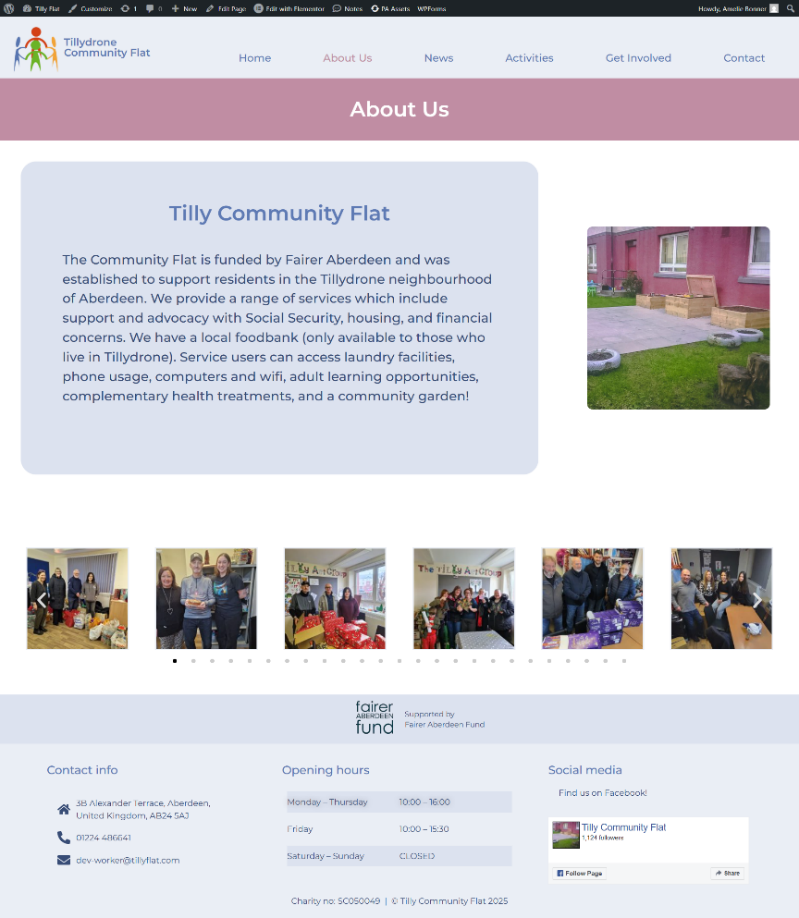 Tilly Flat Customize 1 0 New Edit Page Edit with Elementor Notes PA Assets WPForms Howdy, Amelie Bonner
Tillydrone
Community Flat
Home About Us News Activities Get Involved Contact
About Us
Tilly Community Flat
The Community Flat is funded by Fairer Aberdeen and was
established to support residents in the Tillydrone neighbourhood
of Aberdeen. We provide a range of services which include
support and advocacy with Social Security, housing, and financial
concerns. We have a local foodbank (only available to those who
live in Tillydrone). Service users can access laundry facilities,
phone usage, computers and wifi, adult learning opportunities,
complementary health treatments, and a community garden!
The Tilly Art Group
fairer
ABERDEEN
fund
Supported by
Fairer Aberdeen Fund
Contact info
3B Alexander Terrace, Aberdeen,
United Kingdom, AB24 5AJ
01224 486641
dev-worker@tillyflat.com
Opening hours
Monday – Thursday 10:00 – 16:00
Friday 10:00 – 15:30
Saturday – Sunday CLOSED
Social media
Find us on Facebook!
Tilly Community Flat
1,124 followers
Follow Page Share
Charity no: SC050049 | © Tilly Community Flat 2025